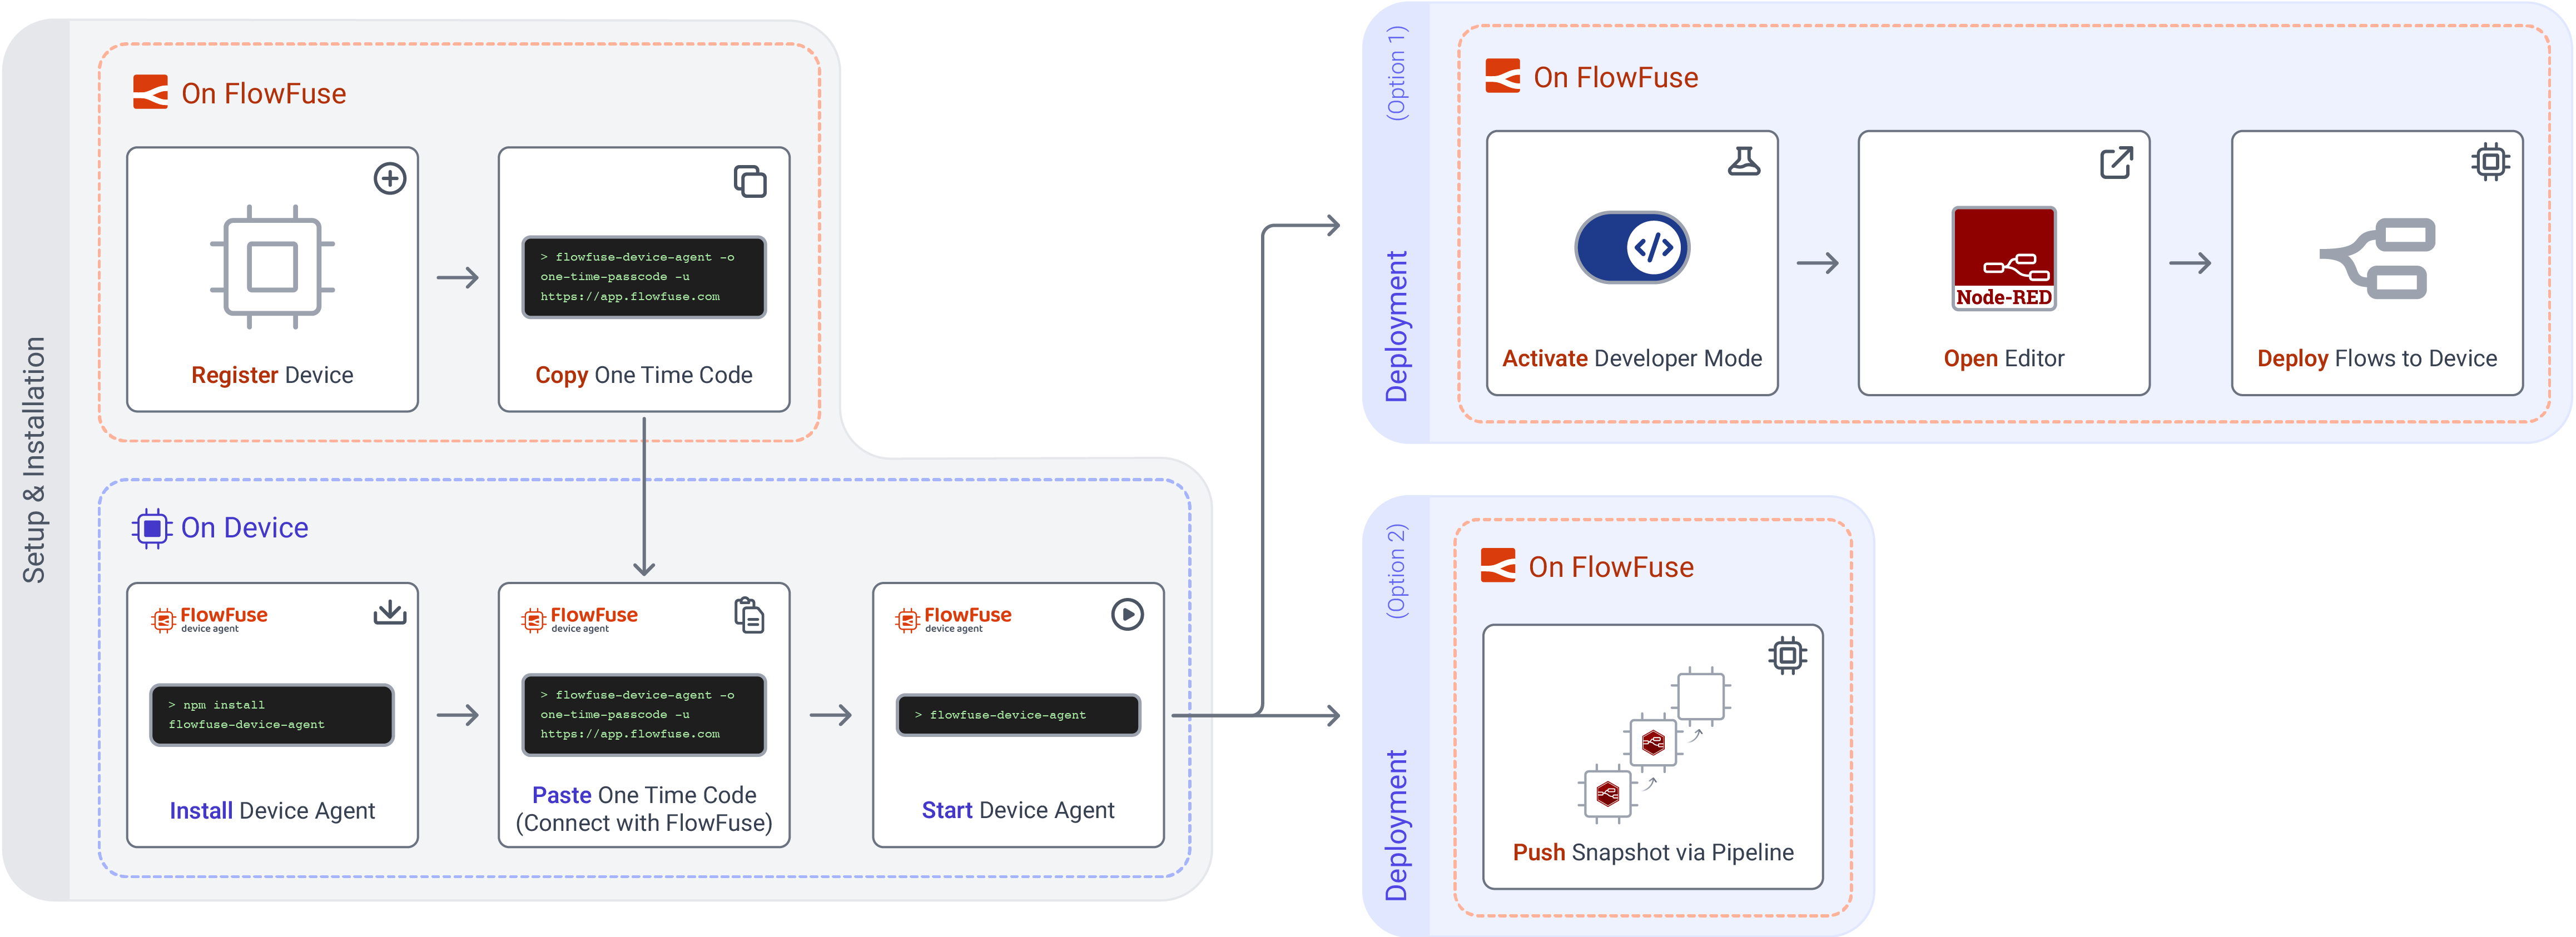 Setup & Installation
On FlowFuse
Register Device
> flowfuse-device-agent -o
one-time-passcode -u
https://app.flowfuse.com
Copy One Time Code
On Device
FlowFuse
device agent
> npm install
flowfuse-device-agent
Install Device Agent
FlowFuse
device agent
> flowfuse-device-agent -o
one-time-passcode -u
https://app.flowfuse.com
Paste One Time Code
(Connect with FlowFuse)
FlowFuse
device agent
> flowfuse-device-agent
Start Device Agent
Deployment
(Option 1)
On FlowFuse
</>
Activate Developer Mode
Node-RED
Open Editor
Deploy Flows to Device
Deployment
(Option 2)
On FlowFuse
Push Snapshot via Pipeline